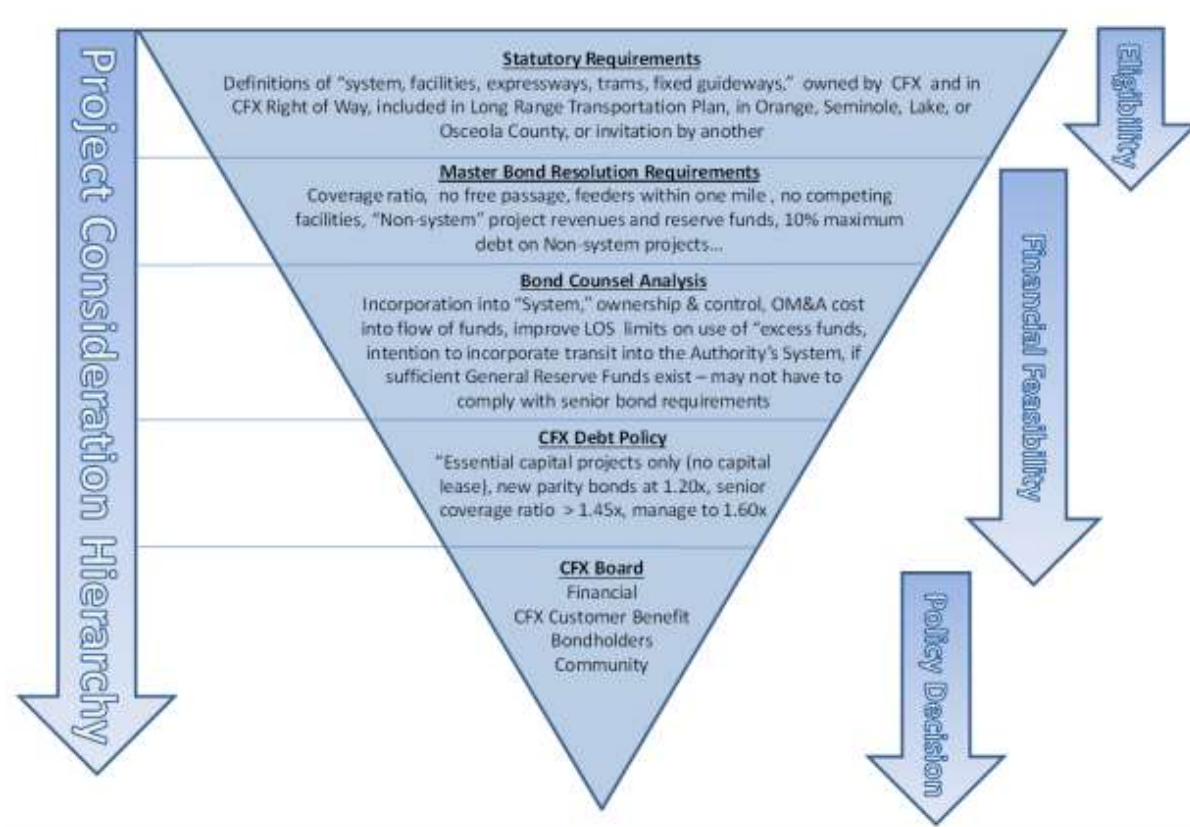 Project Consideration Hierarchy
Statutory Requirements
Definitions of “system, facilities, expressways, trams, fixed guideways,” owned by CFX and in
CFX Right of Way, included in Long Range Transportation Plan, in Orange, Seminole, Lake, or
Osceola County, or invitation by another
Master Bond Resolution Requirements
Coverage ratio, no free passage, feeders within one mile , no competing
facilities, “Non-system” project revenues and reserve funds, 10% maximum
debt on Non-system projects…
Bond Counsel Analysis
Incorporation into “System,” ownership & control, OM&A cost
into flow of funds, improve LOS limits on use of “excess funds,
intention to incorporate transit into the Authority’s System, if
sufficient General Reserve Funds exist – may not have to
comply with senior bond requirements
CFX Debt Policy
“Essential capital projects only (no capital
lease), new parity bonds at 1.20x, senior
coverage ratio > 1.45x, manage to 1.60x
CFX Board
Financial
CFX Customer Benefit
Bondholders
Community
Eligibility
Financial Feasibility
Policy Decision